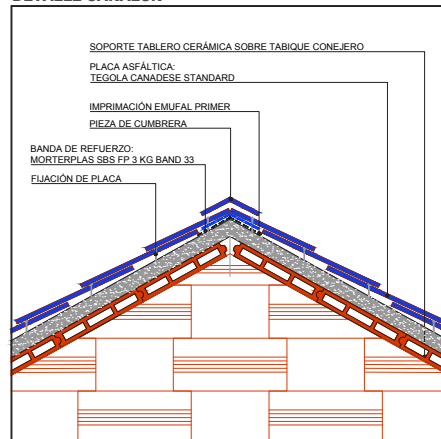 SOPORTE TABLERO CERÁMICA SOBRE TABIQUE CONEJERO
PLACA ASFÁLTICA:
TEGOLA CANADESE STANDARD
IMPRIMACIÓN EMUFAL PRIMER
PIEZA DE CUMBRERA
BANDA DE REFUERZO:
MORTERPLAS SBS FP 3 KG BAND 33
FIJACIÓN DE PLACA